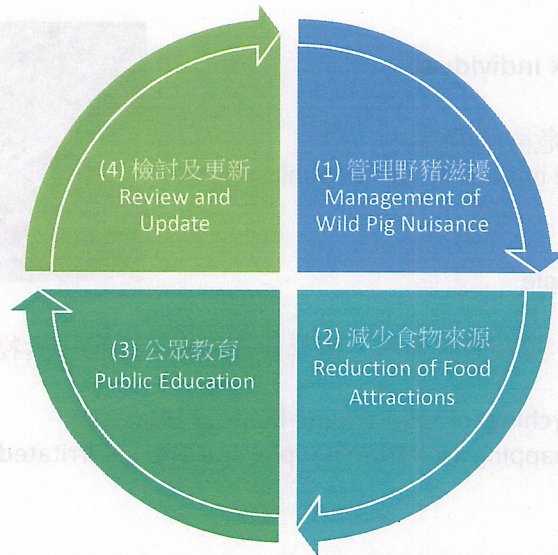 (1) 管理野豬滋擾
Management of
Wild Pig Nuisance
(2) 減少食物來源
Reduction of Food
Attractions
(3) 公眾教育
Public Education
(4) 檢討及更新
Review and
Update